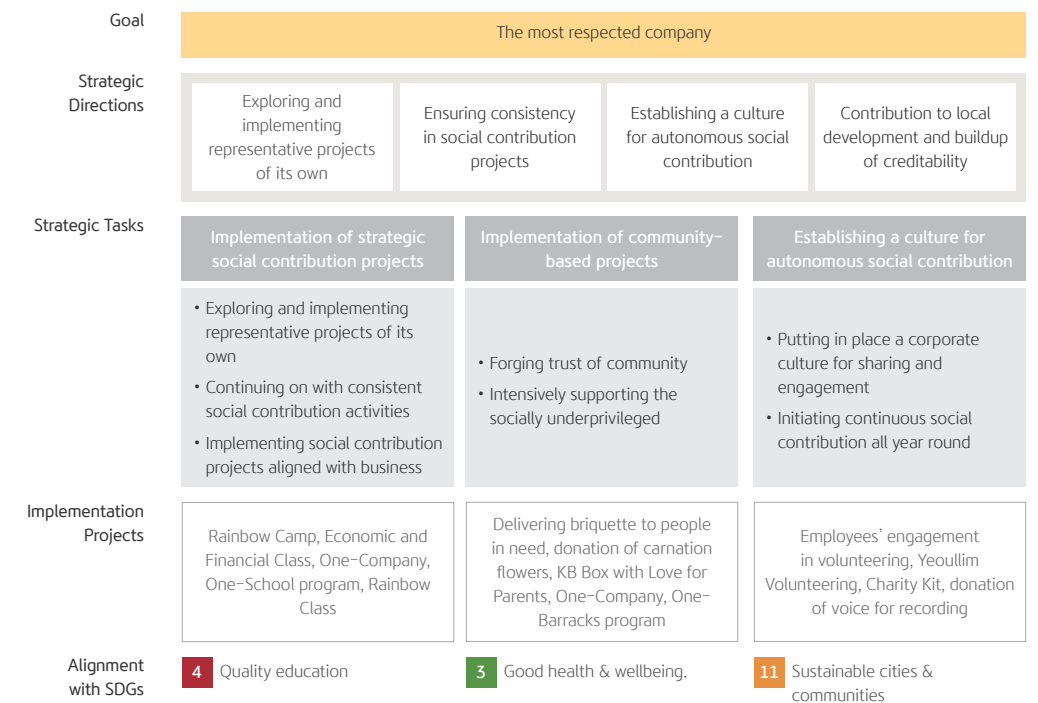 Goal
The most respected company
Strategic
Directions
Exploring and
implementing
representative projects
of its own
Ensuring consistency
in social contribution
projects
Establishing a culture
for autonomous social
contribution
Contribution to local
development and buildup
of creditability
Strategic Tasks
Implementation of strategic
social contribution projects
Implementation of community-
based projects
Establishing a culture for
autonomous social contribution
• Exploring and implementing
representative projects of its
own
• Continuing on with consistent
social contribution activities
• Implementing social contribution
projects aligned with business
• Forging trust of community
• Intensively supporting the
socially underprivileged
• Putting in place a corporate
culture for sharing and
engagement
• Initiating continuous social
contribution all year round
Implementation
Projects
Rainbow Camp, Economic and
Financial Class, One-Company,
One-School program, Rainbow
Class
Delivering briquette to people
in need, donation of carnation
flowers, KB Box with Love for
Parents, One-Company, One-
Barracks program
Employees' engagement
in volunteering, Yeoullim
Volunteering, Charity Kit, donation
of voice for recording
Alignment
with SDGs
4 Quality education
3 Good health & wellbeing.
11 Sustainable cities &
communities